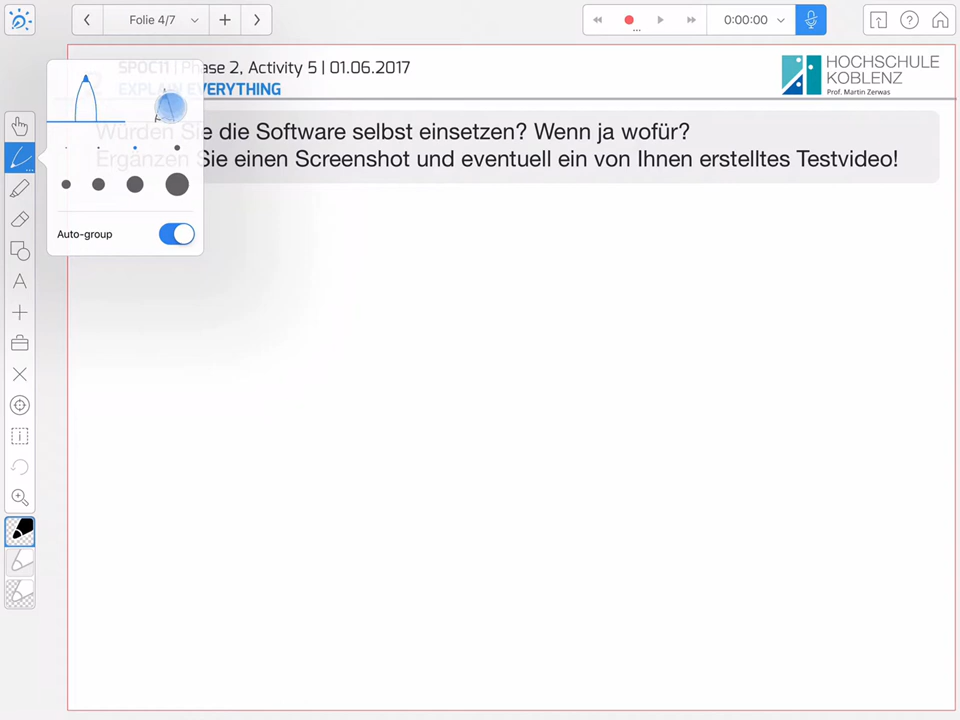 Folie 4/7
0:00:00
SPOC11 | Phase 2, Activity 5 | 01.06.2017
EXPLAIN EVERYTHING
HOCHSCHULE
KOBLENZ
Prof. Martin Zerwas
Würden Sie die Software selbst einsetzen? Wenn ja wofür?
Ergänzen Sie einen Screenshot und eventuell ein von Ihnen erstelltes Testvideo!
Auto-group